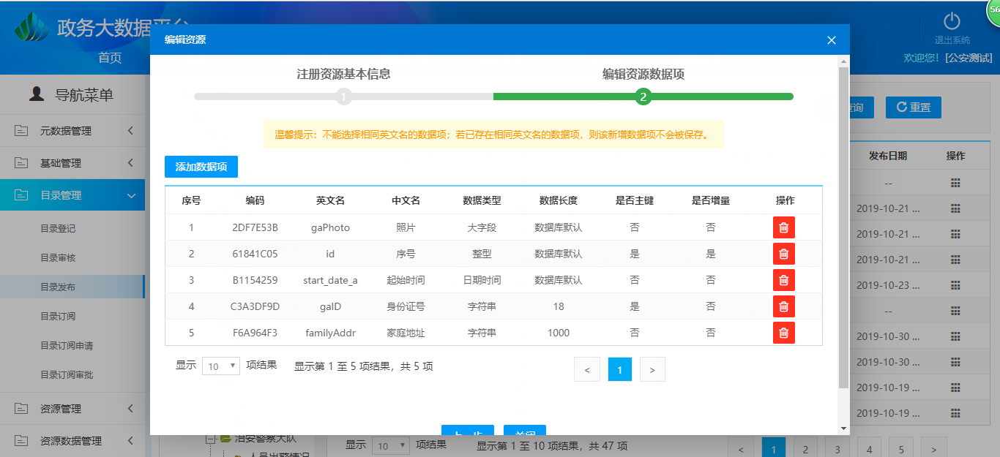 政务大数据平台
首页
56
退出系统
欢迎您! [公安测试]
导航菜单
元数据管理
基础管理
目录管理
目录登记
目录审核
目录发布
目录订阅
目录订阅申请
目录订阅审批
资源管理
资源数据管理
编辑资源
注册资源基本信息 编辑资源数据项
1 2
温馨提示：不能选择相同英文名的数据项；若已存在相同英文名的数据项，则该新增数据项不会被保存。
添加数据项
序号 编码 英文名 中文名 数据类型 数据长度 是否主键 是否增量 操作
1 2DF7E53B gaPhoto 照片 大字段 数据库默认 否 否
2 61841C05 id 序号 整型 数据库默认 是 是
3 B1154259 start_date_a 起始时间 日期时间 数据库默认 否 否
4 C3A3DF9D gaID 身份证号 字符串 18 是 否
5 F6A964F3 familyAddr 家庭地址 字符串 1000 否 否
显示 10 项结果 显示第 1 至 5 项结果，共 5 项 < 1 >
上一步 关闭
查询 重置
发布日期 操作
--
2019-10-21 ...
2019-10-21 ...
2019-10-21 ...
2019-10-23 ...
--
2019-10-30 ...
2019-10-30 ...
2019-10-19 ...
2019-10-19 ...
治安警察大队
人员出警情况
显示 10 项结果 显示第 1 至 10 项结果，共 47 项 < 1 2 3 4 5 >